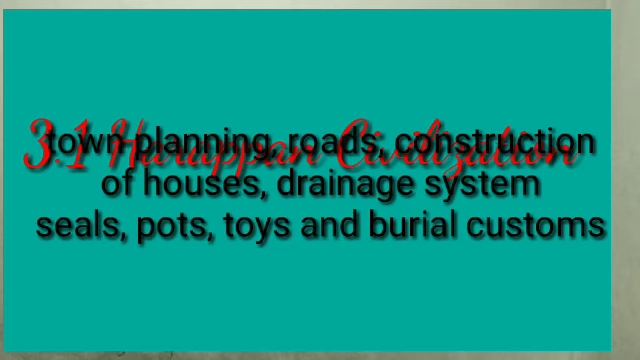 3.1 Harappan Civilization
town planning, roads, construction
of houses, drainage system
seals, pots, toys and burial customs